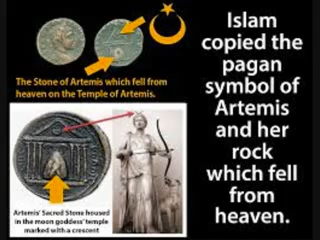 Islam
copied the
pagan
symbol of
Artemis
and her
rock
which fell
from
heaven.
The Stone of Artemis which fell from
heaven on the Temple of Artemis.
Artemis' Sacred Stone housed
in the moon goddess' temple
marked with a crescent